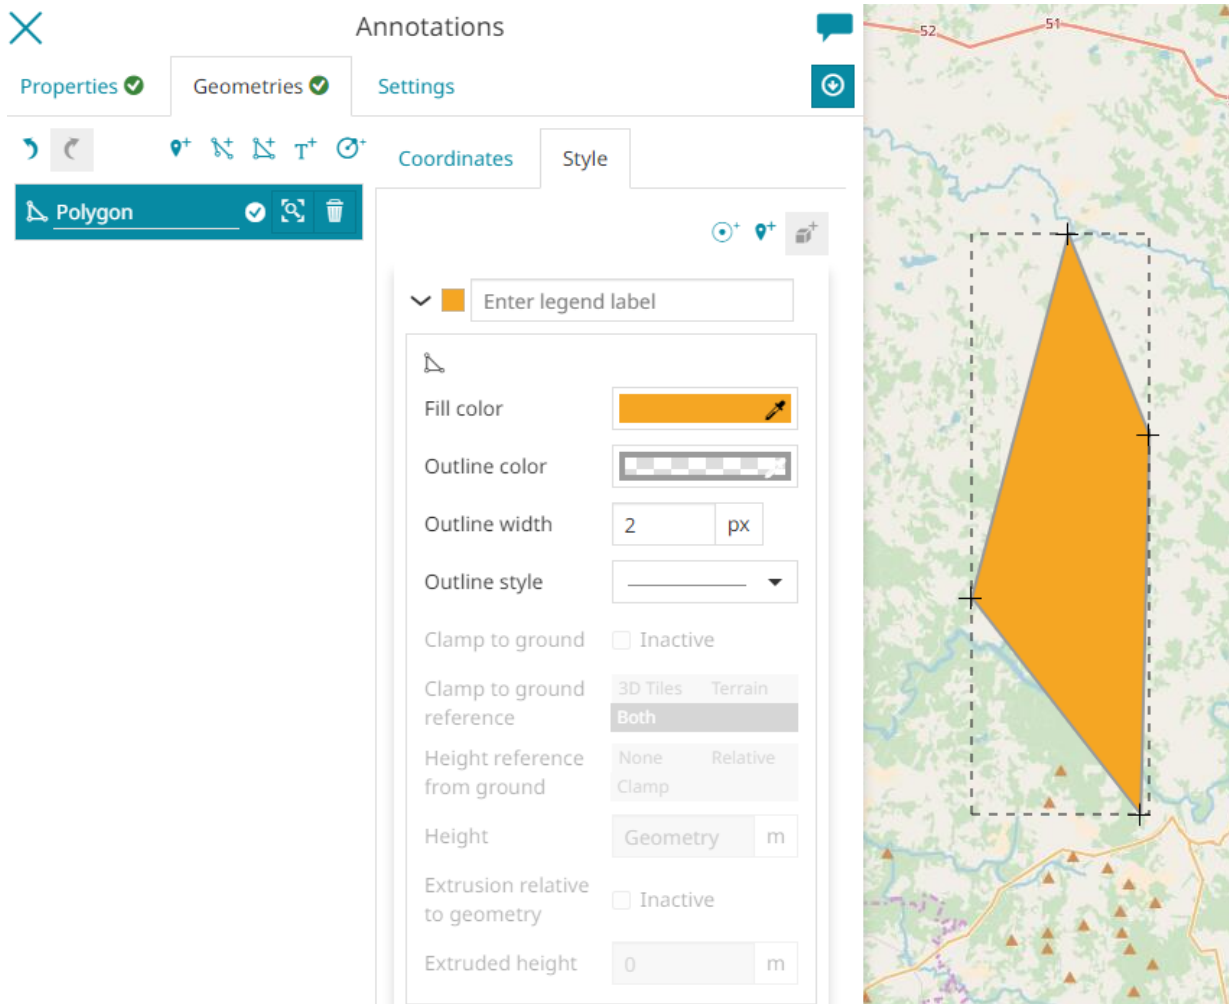 Annotations
Properties
Geometries
Settings
Coordinates
Style
Polygon
Enter legend label
Fill color
Outline color
Outline width
2
px
Outline style
Clamp to ground
Inactive
Clamp to ground
reference
3D Tiles
Terrain
Both
Height reference
from ground
None
Relative
Clamp
Height
Geometry
m
Extrusion relative
to geometry
Inactive
Extruded height
0
m
52
51